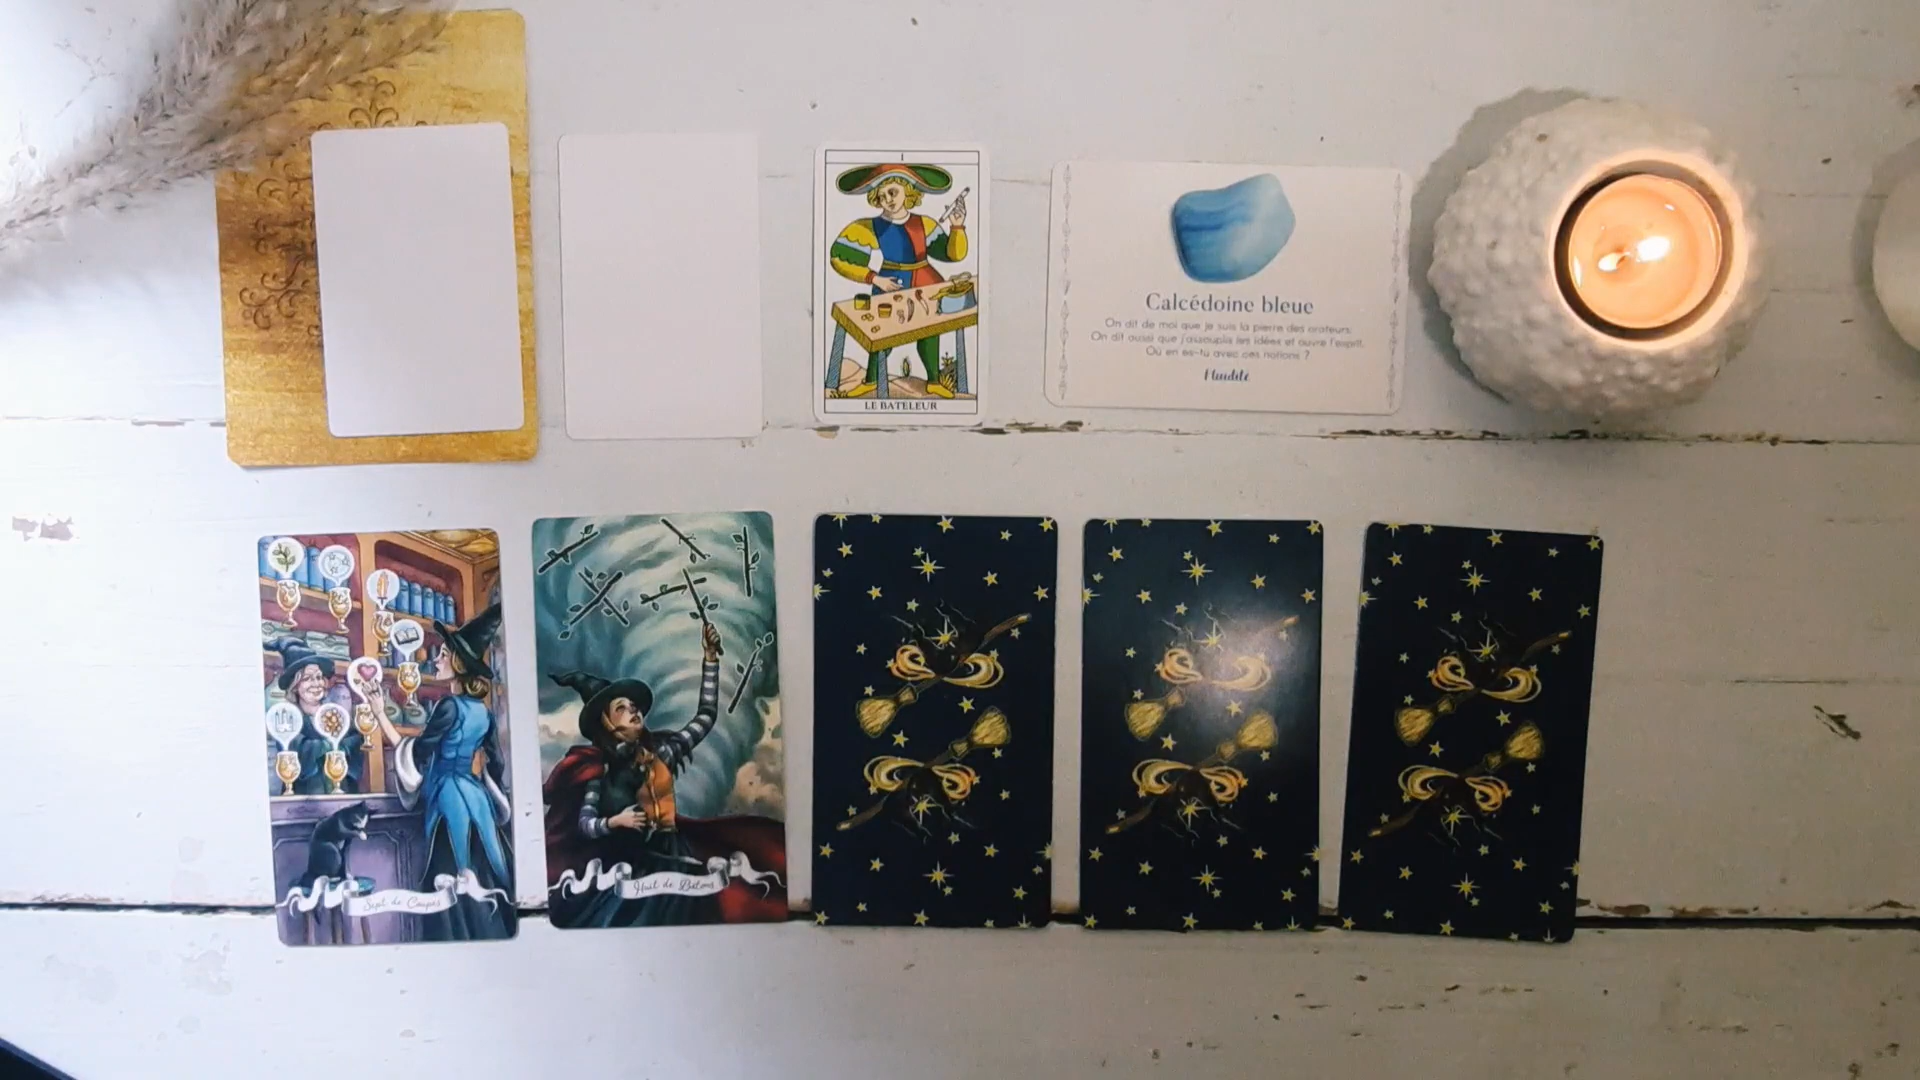 I
LE BATELEUR
Calcédoine bleue
On dit de moi que je suis la pierre des orateurs.
On dit aussi que j'assouplis les idées et ouvre l'esprit.
Où en es-tu avec ces notions ?
Fluidité
Sept de Coupes
Huit de Bâtons